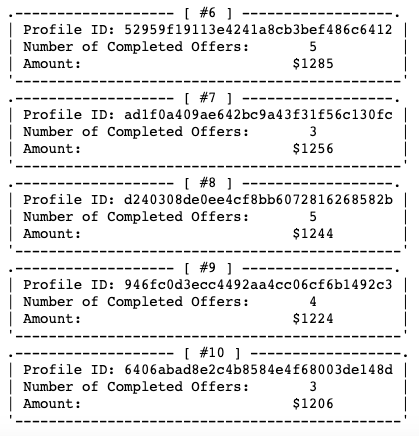 .------------------- [ #6 ] -------------------.
| Profile ID: 52959f19113e4241a8cb3bef486c6412 |
| Number of Completed Offers: 5 |
| Amount: $1285 |
'----------------------------------------------'
.------------------- [ #7 ] -------------------.
| Profile ID: ad1f0a409ae642bc9a43f31f56c130fc |
| Number of Completed Offers: 3 |
| Amount: $1256 |
'----------------------------------------------'
.------------------- [ #8 ] -------------------.
| Profile ID: d240308de0ee4cf8bb6072816268582b |
| Number of Completed Offers: 5 |
| Amount: $1244 |
'----------------------------------------------'
.------------------- [ #9 ] -------------------.
| Profile ID: 946fc0d3ecc4492aa4cc06cf6b1492c3 |
| Number of Completed Offers: 4 |
| Amount: $1224 |
'----------------------------------------------'
.------------------- [ #10 ] -------------------.
| Profile ID: 6406abad8e2c4b8584e4f68003de148d |
| Number of Completed Offers: 3 |
| Amount: $1206 |
'----------------------------------------------'